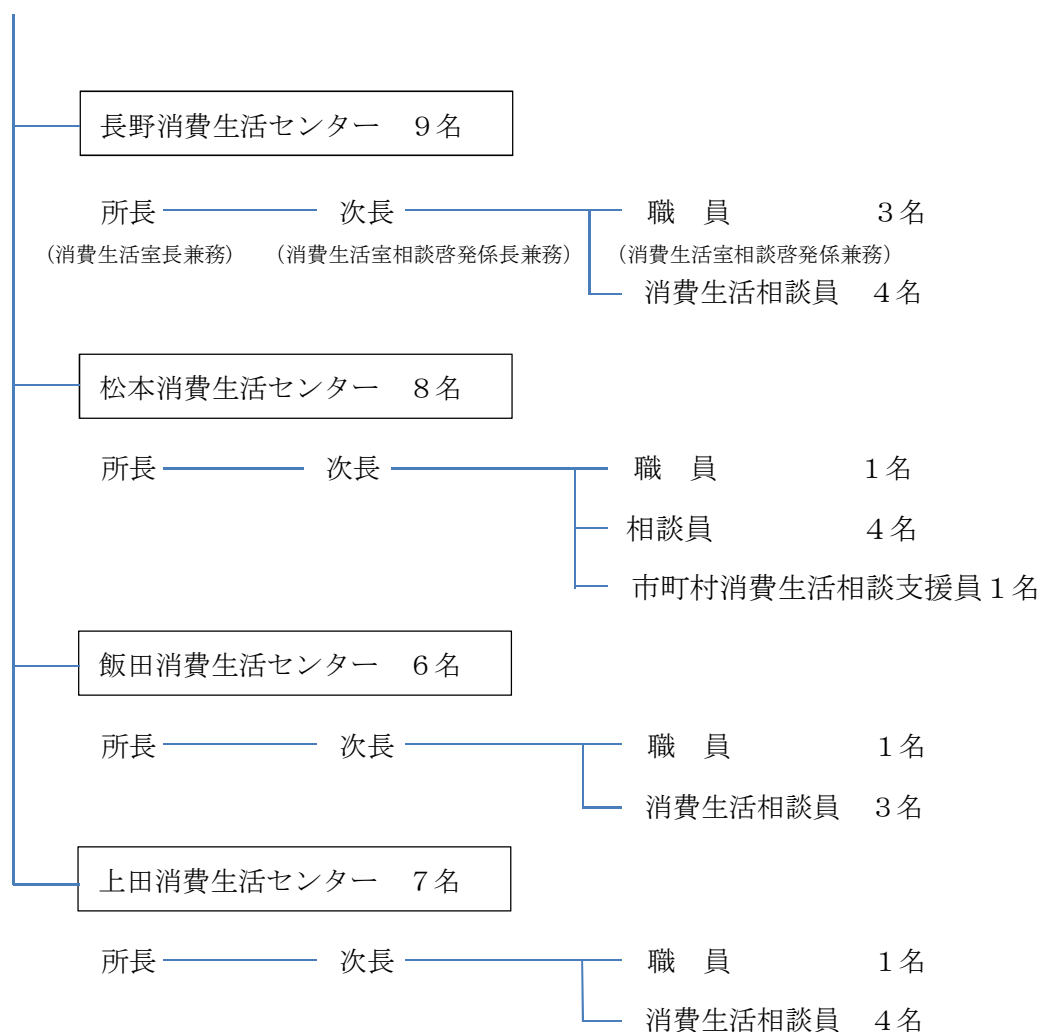 長野消費生活センター　９名
所長 次長 職　員　３名
(消費生活室長兼務) (消費生活室相談啓発係長兼務) (消費生活室相談啓発係兼務)
消費生活相談員　４名
松本消費生活センター　８名
所長 次長 職　員　１名
相談員　４名
市町村消費生活相談支援員１名
飯田消費生活センター　６名
所長 次長 職　員　１名
消費生活相談員　３名
上田消費生活センター　７名
所長 次長 職　員　１名
消費生活相談員　４名